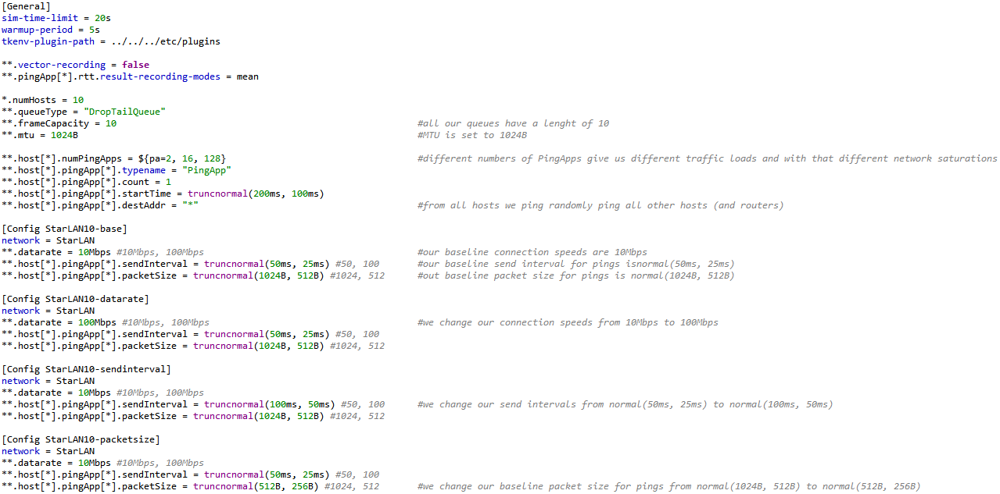 [General]
sim-time-limit = 20s
warmup-period = 5s
tkenv-plugin-path = ../../../etc/plugins
**.vector-recording = false
**.pingApp[*].rtt.result-recording-modes = mean
*.numHosts = 10
**.queueType = "DropTailQueue"
**.frameCapacity = 10 #all our queues have a lenght of 10
**.mtu = 1024B #MTU is set to 1024B
**.host[*].numPingApps = ${pa=2, 16, 128} #different numbers of PingApps give us different traffic loads and with that different network saturations
**.host[*].pingApp[*].typename = "PingApp"
**.host[*].pingApp[*].count = 1
**.host[*].pingApp[*].startTime = truncnormal(200ms, 100ms)
**.host[*].pingApp[*].destAddr = "*" #from all hosts we ping randomly ping all other hosts (and routers)
[Config StarLAN10-base]
network = StarLAN
**.datarate = 10Mbps #10Mbps, 100Mbps #our baseline connection speeds are 10Mbps
**.host[*].pingApp[*].sendInterval = truncnormal(50ms, 25ms) #50, 100 #our baseline send interval for pings isnormal(50ms, 25ms)
**.host[*].pingApp[*].packetSize = truncnormal(1024B, 512B) #1024, 512 #out baseline packet size for pings is normal(1024B, 512B)
[Config StarLAN10-datarate]
network = StarLAN
**.datarate = 100Mbps #10Mbps, 100Mbps #we change our connection speeds from 10Mbps to 100Mbps
**.host[*].pingApp[*].sendInterval = truncnormal(50ms, 25ms) #50, 100
**.host[*].pingApp[*].packetSize = truncnormal(1024B, 512B) #1024, 512
[Config StarLAN10-sendinterval]
network = StarLAN
**.datarate = 10Mbps #10Mbps, 100Mbps
**.host[*].pingApp[*].sendInterval = truncnormal(100ms, 50ms) #50, 100 #we change our send intervals from normal(50ms, 25ms) to normal(100ms, 50ms)
**.host[*].pingApp[*].packetSize = truncnormal(1024B, 512B) #1024, 512
[Config StarLAN10-packetsize]
network = StarLAN
**.datarate = 10Mbps #10Mbps, 100Mbps
**.host[*].pingApp[*].sendInterval = truncnormal(50ms, 25ms) #50, 100
**.host[*].pingApp[*].packetSize = truncnormal(512B, 256B) #1024, 512 #we change our baseline packet size for pings from normal(1024B, 512B) to normal(512B, 256B)